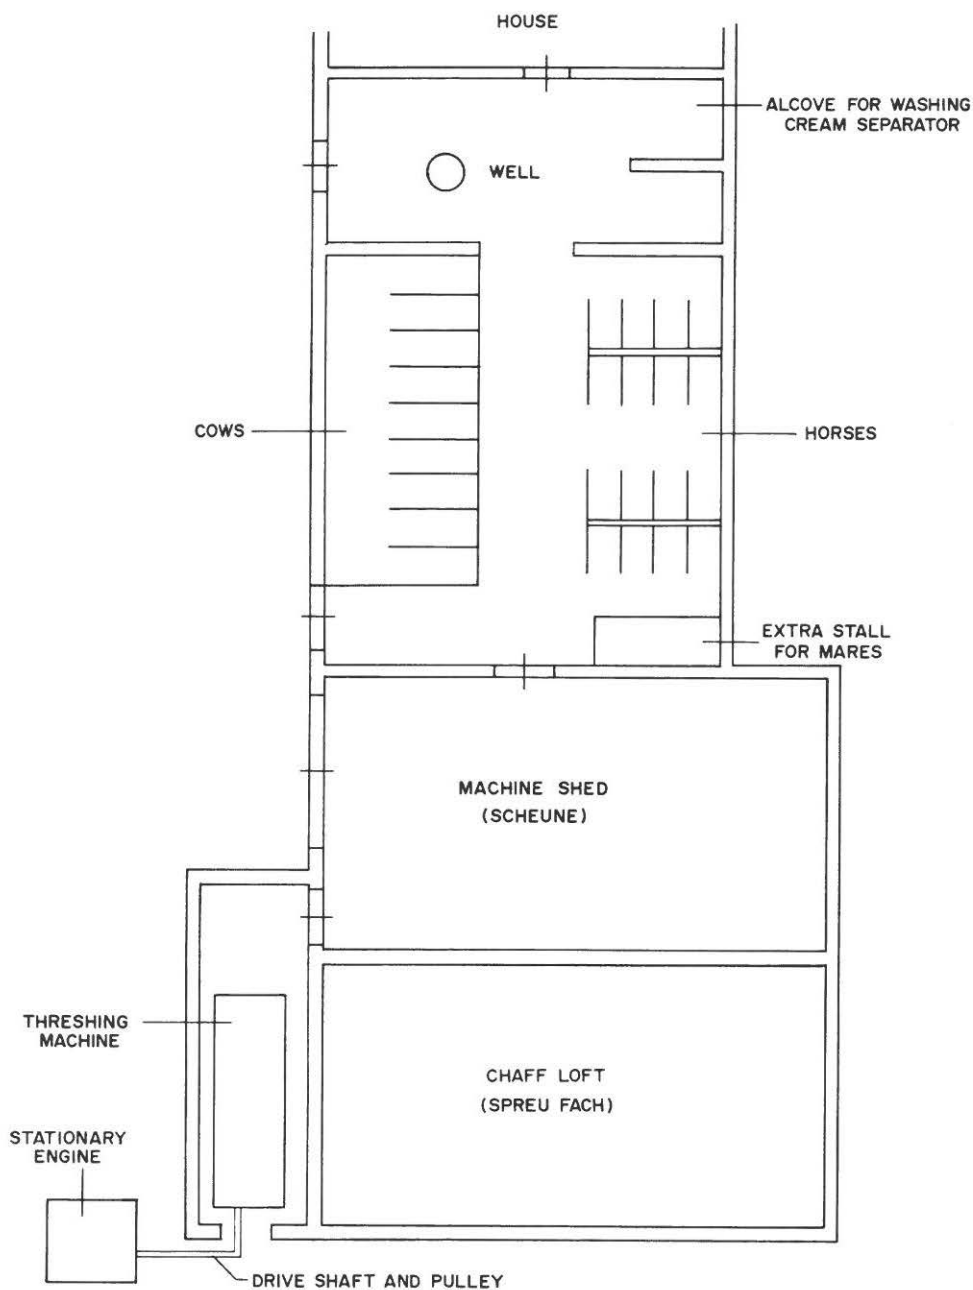 HOUSE
ALCOVE FOR WASHING
CREAM SEPARATOR
WELL
COWS
HORSES
EXTRA STALL
FOR MARES
MACHINE SHED
(SCHEUNE)
THRESHING
MACHINE
CHAFF LOFT
(SPREU FACH)
STATIONARY
ENGINE
DRIVE SHAFT AND PULLEY